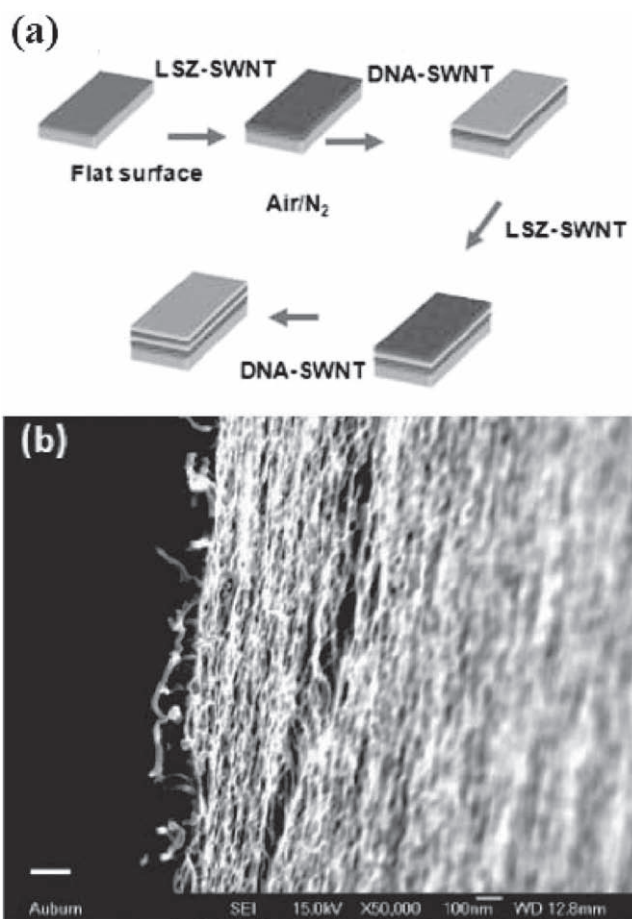 (a)
LSZ-SWNT
DNA-SWNT
Flat surface
Air/N₂
LSZ-SWNT
DNA-SWNT
(b)
Auburn SEI 15.0kV X50,000 100nm WD 12.8mm